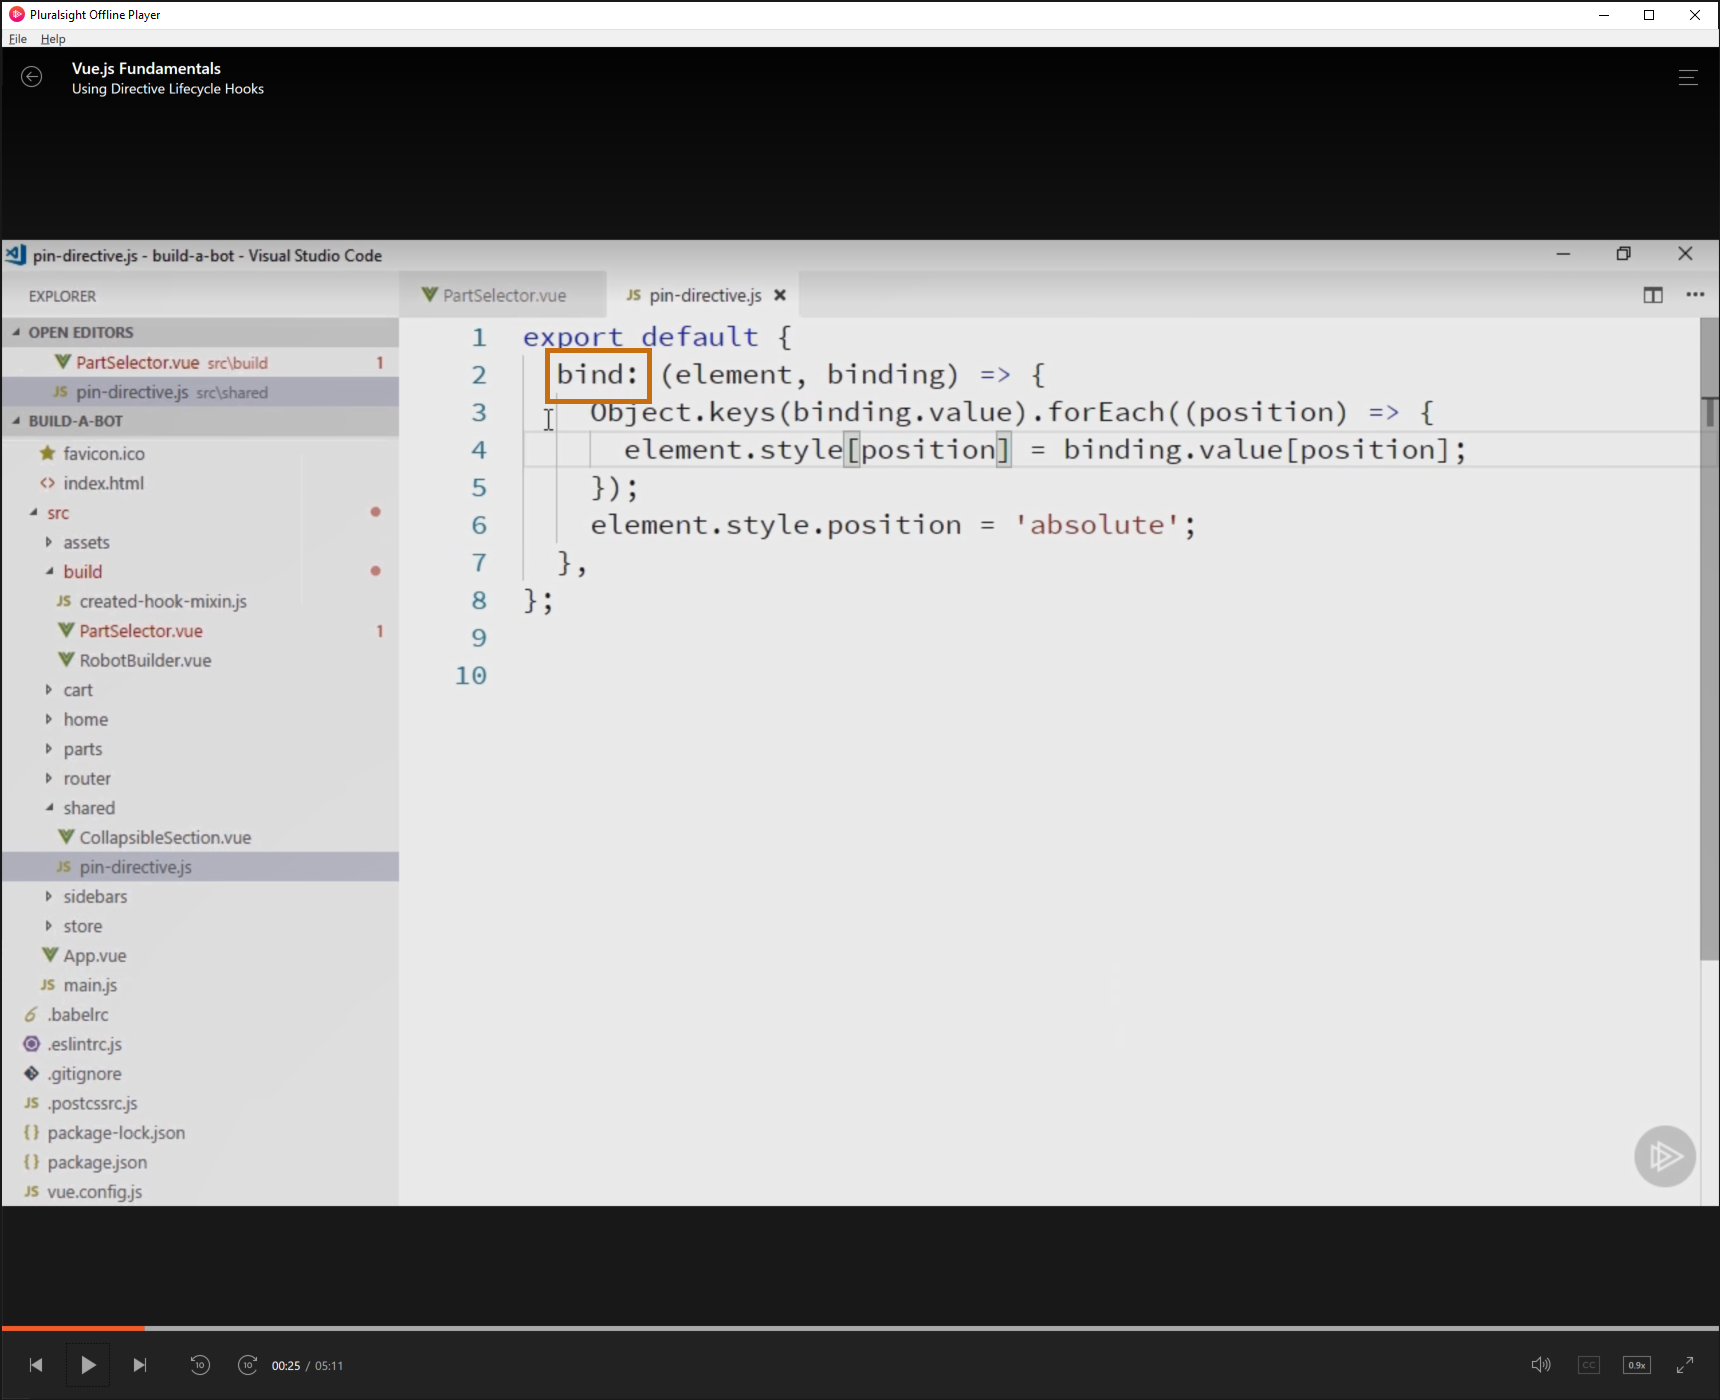 Pluralsight Offline Player
File Help
Vue.js Fundamentals
Using Directive Lifecycle Hooks
pin-directive.js - build-a-bot - Visual Studio Code
EXPLORER
OPEN EDITORS
PartSelector.vue src\build 1
JS pin-directive.js src\shared
BUILD-A-BOT
favicon.ico
<> index.html
src
assets
build
JS created-hook-mixin.js
PartSelector.vue 1
RobotBuilder.vue
cart
home
parts
router
shared
CollapsibleSection.vue
JS pin-directive.js
sidebars
store
App.vue
JS main.js
.babelrc
.eslintrc.js
.gitignore
JS .postcssrc.js
{} package-lock.json
{} package.json
JS vue.config.js
PartSelector.vue
JS pin-directive.js
1 export default {
2 bind: (element, binding) => {
3 Object.keys(binding.value).forEach((position) => {
4 element.style[position] = binding.value[position];
5 });
6 element.style.position = 'absolute';
7 },
8 };
9
10
10 10 00:25 / 05:11
CC 0.9x